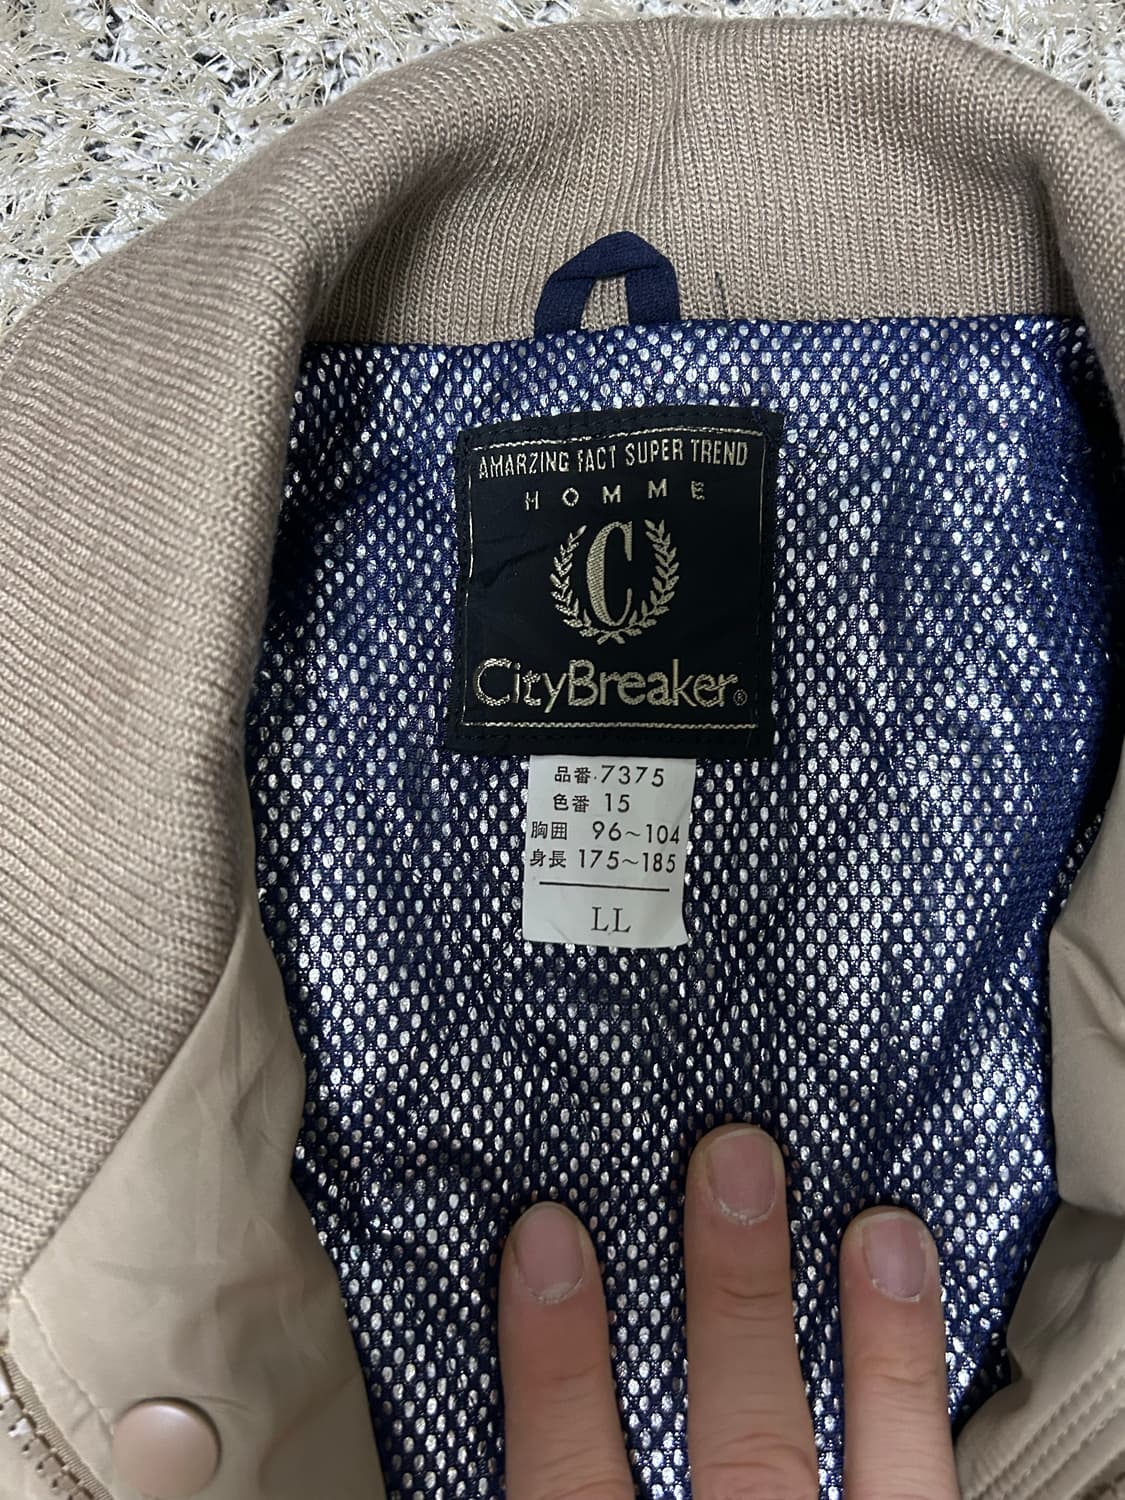 AMARZING FACT SUPER TREND
HOMME
C
CityBreaker®
品番.7375
色番 15
胸囲 96~104
身長 175~185
LL